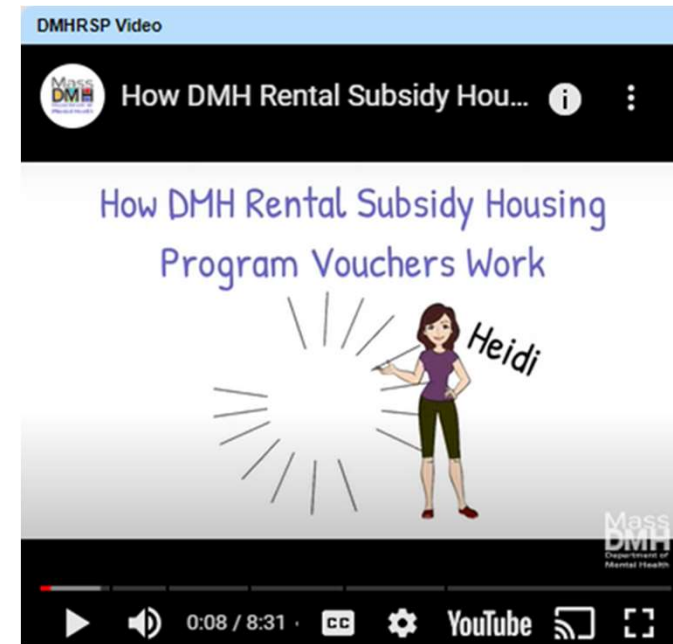 DMHRSP Video
Mass
DMH
How DMH Rental Subsidy Hou...
How DMH Rental Subsidy Housing
Program Vouchers Work
Heidi
Mass
DMH
Department of
Mental Health
0:08 / 8:31 ·
CC
YouTube